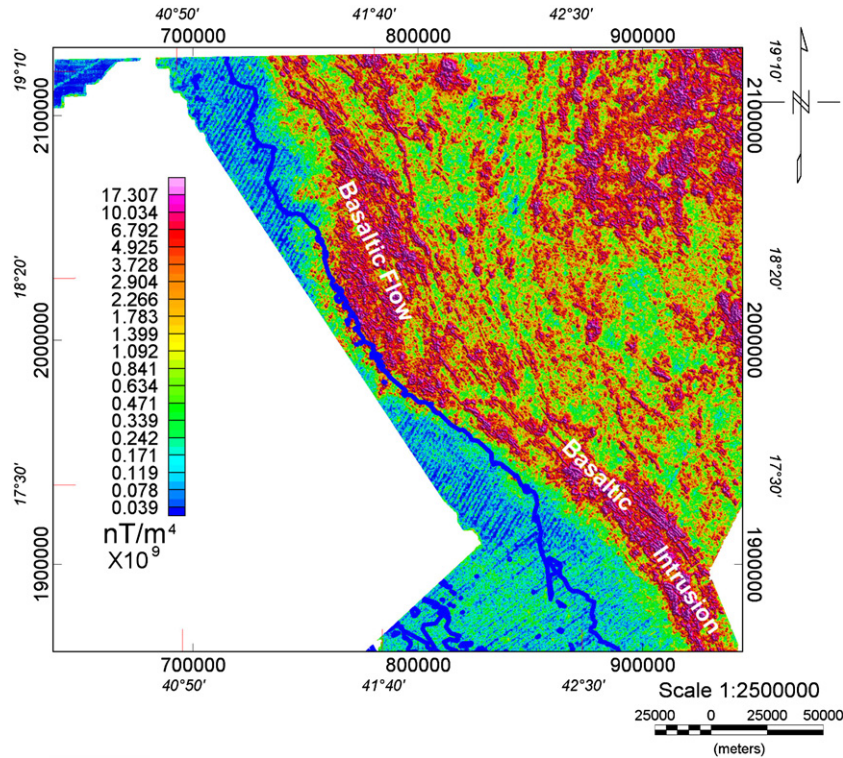 40°50' 41°40' 42°30'
700000 800000 900000
19°10'
2100000
18°20'
2000000
17°30'
1900000
19°10'
2100000
18°20'
2000000
17°30'
1900000
N
17.307
10.034
6.792
4.925
3.728
2.904
2.266
1.783
1.399
1.092
0.841
0.634
0.471
0.339
0.242
0.171
0.119
0.078
0.039
nT/m⁴
X10⁹
Basaltic Flow
Basaltic
Intrusion
700000 800000 900000
40°50' 41°40' 42°30'
Scale 1:2500000
25000 0 25000 50000
(meters)